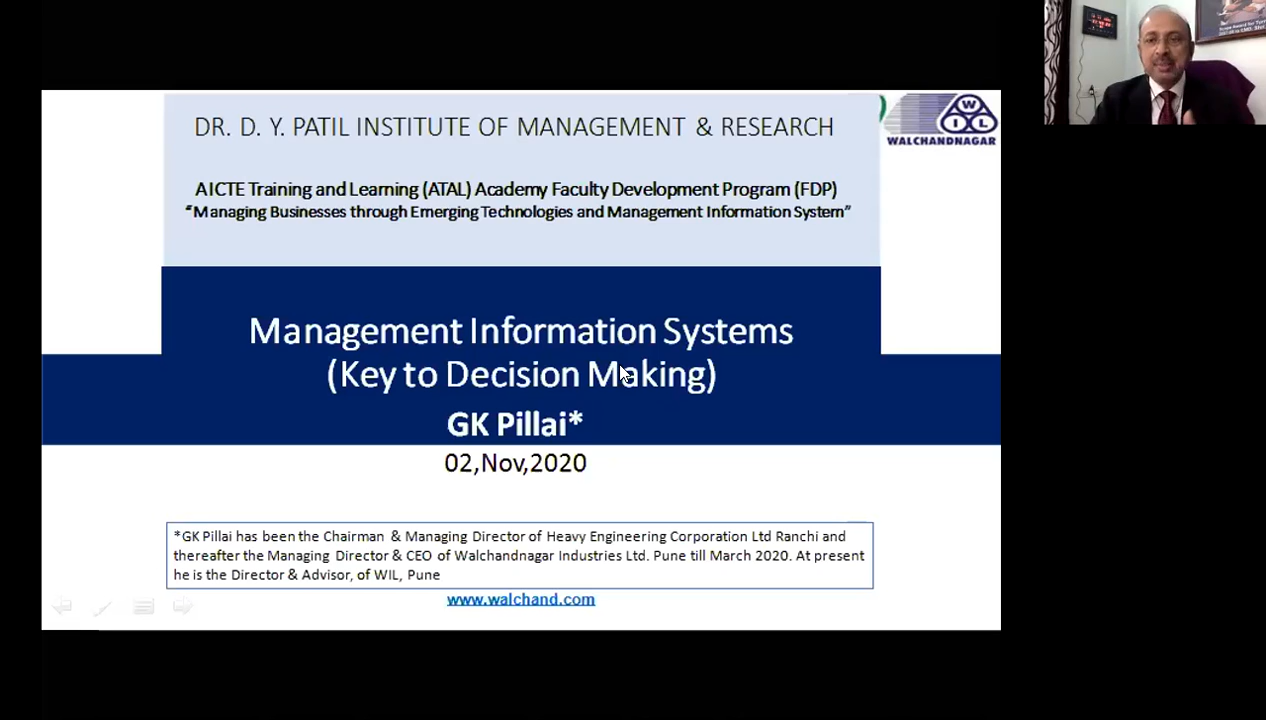 DR. D. Y. PATIL INSTITUTE OF MANAGEMENT & RESEARCH
WIL
WALCHANDNAGAR
AICTE Training and Learning (ATAL) Academy Faculty Development Program (FDP)
“Managing Businesses through Emerging Technologies and Management Information System”
Management Information Systems
(Key to Decision Making)
GK Pillai*
02,Nov,2020
*GK Pillai has been the Chairman & Managing Director of Heavy Engineering Corporation Ltd Ranchi and
thereafter the Managing Director & CEO of Walchandnagar Industries Ltd. Pune till March 2020. At present
he is the Director & Advisor, of WIL, Pune
www.walchand.com